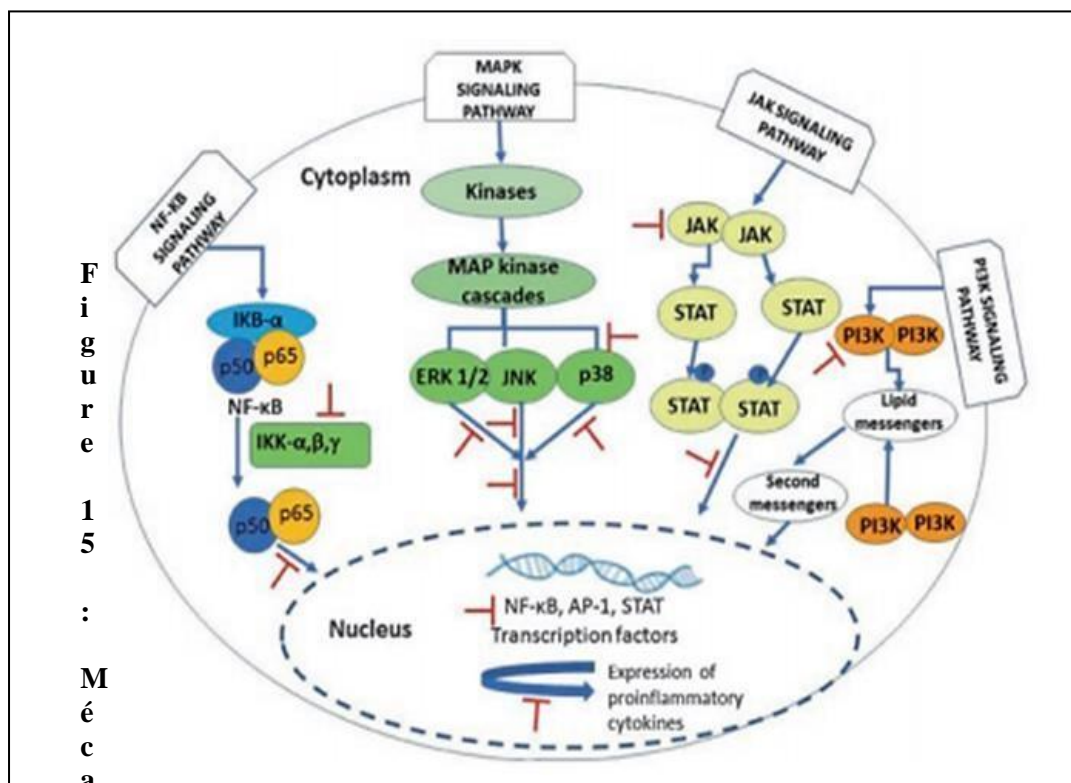 MAPK
SIGNALING
PATHWAY
JAK SIGNALING
PATHWAY
NF-KB
SIGNALING
PATHWAY
PI3K SIGNALING
PATHWAY
Cytoplasm
Kinases
MAP kinase
cascades
ERK 1/2
JNK
p38
IKB-α
p50
p65
NF-κB
IKK-α,β,γ
p50
p65
JAK
JAK
STAT
STAT
STAT
STAT
PI3K
PI3K
Lipid
messengers
Second
messengers
PI3K
PI3K
Nucleus
NF-κB, AP-1, STAT
Transcription factors
Expression of
proinflammatory
cytokines
F
i
g
u
r
e
1
5
:
M
é
c
a